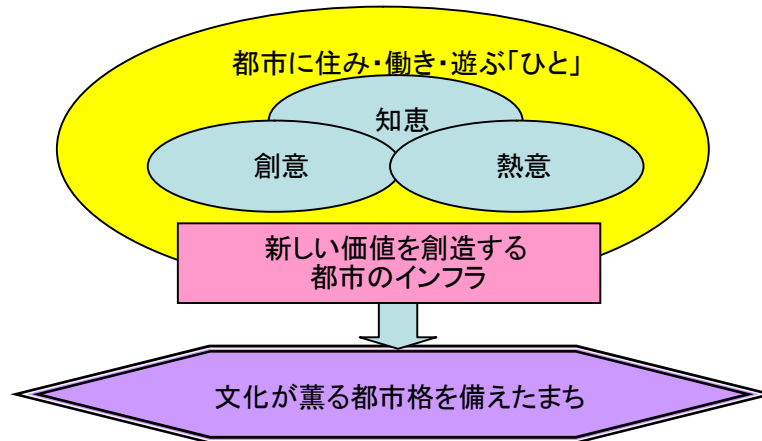 都市に住み・働き・遊ぶ「ひと」
知恵
創意
熱意
新しい価値を創造する
都市のインフラ
文化が薫る都市格を備えたまち